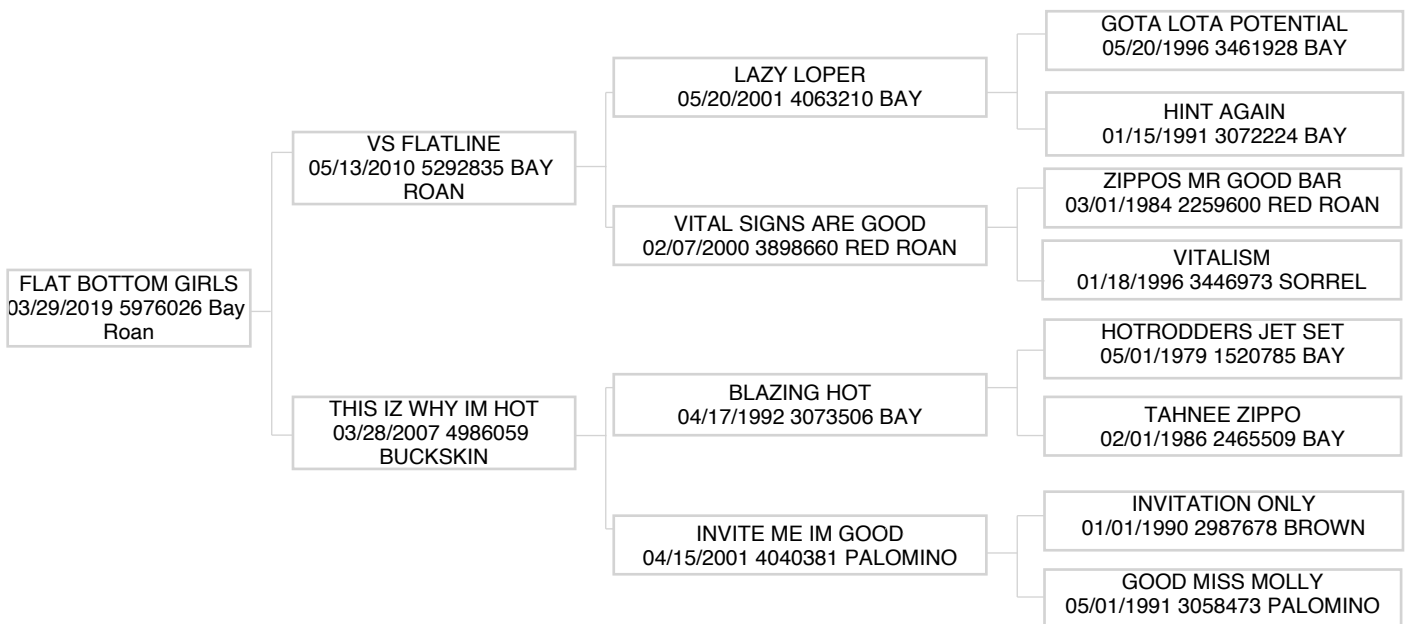 FLAT BOTTOM GIRLS
03/29/2019 5976026 Bay
Roan
VS FLATLINE
05/13/2010 5292835 BAY
ROAN
THIS IZ WHY IM HOT
03/28/2007 4986059
BUCKSKIN
LAZY LOPER
05/20/2001 4063210 BAY
VITAL SIGNS ARE GOOD
02/07/2000 3898660 RED ROAN
BLAZING HOT
04/17/1992 3073506 BAY
INVITE ME IM GOOD
04/15/2001 4040381 PALOMINO
GOTA LOTA POTENTIAL
05/20/1996 3461928 BAY
HINT AGAIN
01/15/1991 3072224 BAY
ZIPPOS MR GOOD BAR
03/01/1984 2259600 RED ROAN
VITALISM
01/18/1996 3446973 SORREL
HOTRODDERS JET SET
05/01/1979 1520785 BAY
TAHNEE ZIPPO
02/01/1986 2465509 BAY
INVITATION ONLY
01/01/1990 2987678 BROWN
GOOD MISS MOLLY
05/01/1991 3058473 PALOMINO